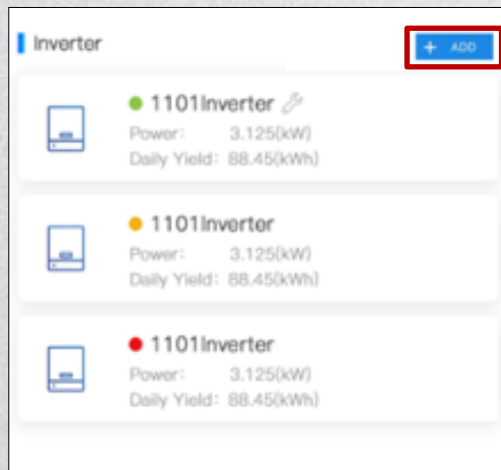 Inverter
+ ADD
1101Inverter
Power: 3.125(kW)
Daily Yield: 88.45(kWh)
1101Inverter
Power: 3.125(kW)
Daily Yield: 88.45(kWh)
1101Inverter
Power: 3.125(kW)
Daily Yield: 88.45(kWh)